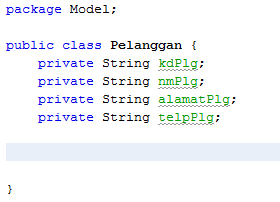 package Model;
public class Pelanggan {
private String kdPlg;
private String nmPlg;
private String alamatPlg;
private String telpPlg;
}